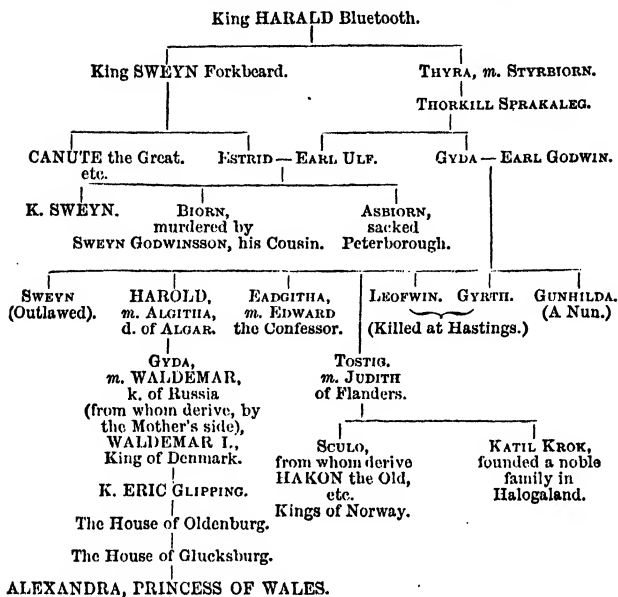 King HARALD Bluetooth.
King SWEYN Forkbeard.
THYRA, m. STYRBIORN.
THORKILL SPRAKALEG.
CANUTE the Great.
etc.
ESTRID — EARL ULF.
GYDA — EARL GODWIN.
K. SWEYN.
BIORN,
murdered by
SWEYN GODWINSSON, his Cousin.
ASBIORN,
sacked
Peterborough.
SWEYN
(Outlawed).
HAROLD,
m. ALGITHA,
d. of ALGAR.
EADGITHA,
m. EDWARD
the Confessor.
LEOFWIN. GYRTH.
(Killed at Hastings.)
GUNHILDA.
(A Nun.)
GYDA,
m. WALDEMAR,
k. of Russia
(from whom derive, by
the Mother's side),
WALDEMAR I.,
King of Denmark.
TOSTIG.
m. JUDITH
of Flanders.
SCULO,
from whom derive
HAKON the Old,
etc.
Kings of Norway.
KATIL KROK,
founded a noble
family in
Halogaland.
K. ERIC GLIPPING.
The House of Oldenburg.
The House of Glucksburg.
ALEXANDRA, PRINCESS OF WALES.